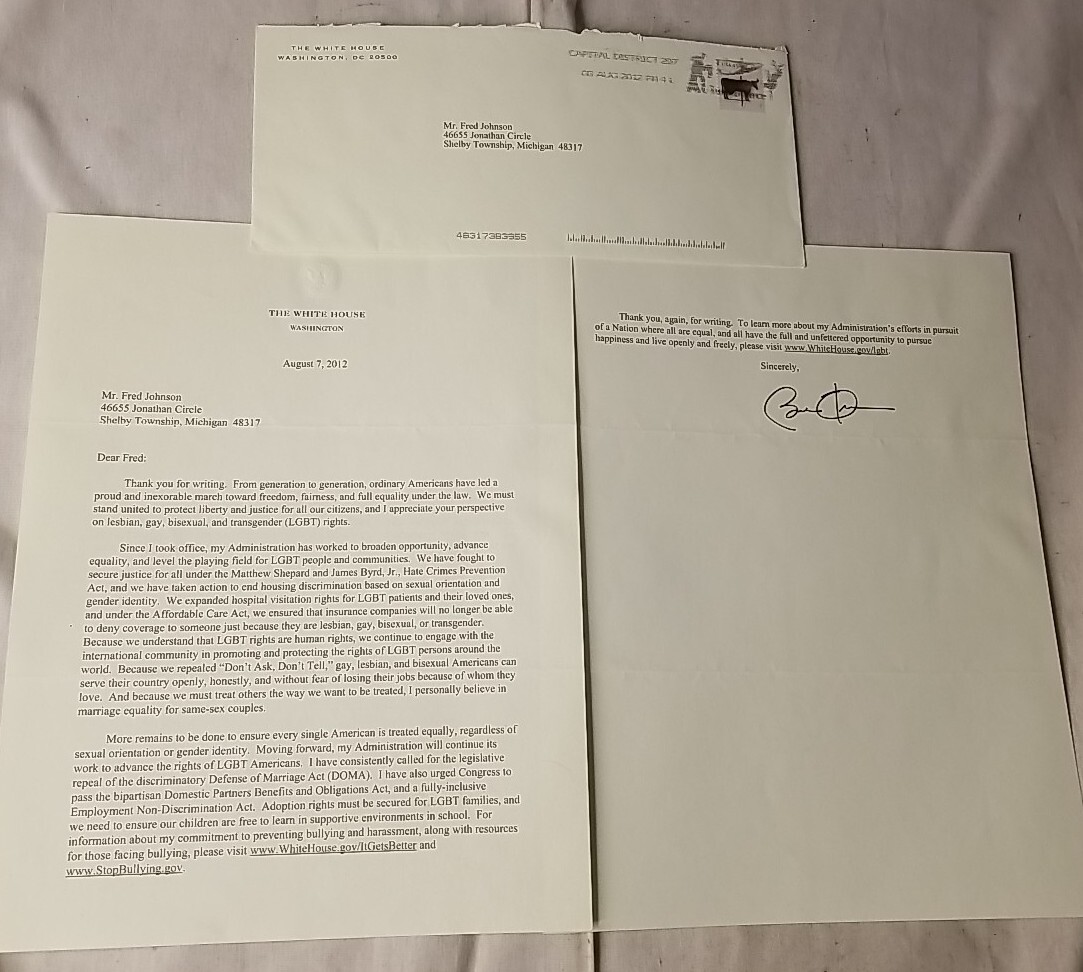 THE WHITE HOUSE
WASHINGTON, DC 20500
CAPITAL DISTRICT 207
06 AUG 2012 PM 4 L
Mr. Fred Johnson
46655 Jonathan Circle
Shelby Township, Michigan 48317
48317383955
THE WHITE HOUSE
WASHINGTON
August 7, 2012
Mr. Fred Johnson
46655 Jonathan Circle
Shelby Township, Michigan 48317
Dear Fred:
Thank you for writing. From generation to generation, ordinary Americans have led a
proud and inexorable march toward freedom, fairness, and full equality under the law. We must
stand united to protect liberty and justice for all our citizens, and I appreciate your perspective
on lesbian, gay, bisexual, and transgender (LGBT) rights.
Since I took office, my Administration has worked to broaden opportunity, advance
equality, and level the playing field for LGBT people and communities. We have fought to
secure justice for all under the Matthew Shepard and James Byrd, Jr., Hate Crimes Prevention
Act, and we have taken action to end housing discrimination based on sexual orientation and
gender identity. We expanded hospital visitation rights for LGBT patients and their loved ones,
and under the Affordable Care Act, we ensured that insurance companies will no longer be able
to deny coverage to someone just because they are lesbian, gay, bisexual, or transgender.
Because we understand that LGBT rights are human rights, we continue to engage with the
international community in promoting and protecting the rights of LGBT persons around the
world. Because we repealed “Don’t Ask, Don’t Tell,” gay, lesbian, and bisexual Americans can
serve their country openly, honestly, and without fear of losing their jobs because of whom they
love. And because we must treat others the way we want to be treated, I personally believe in
marriage equality for same-sex couples.
More remains to be done to ensure every single American is treated equally, regardless of
sexual orientation or gender identity. Moving forward, my Administration will continue its
work to advance the rights of LGBT Americans. I have consistently called for the legislative
repeal of the discriminatory Defense of Marriage Act (DOMA). I have also urged Congress to
pass the bipartisan Domestic Partners Benefits and Obligations Act, and a fully-inclusive
Employment Non-Discrimination Act. Adoption rights must be secured for LGBT families, and
we need to ensure our children are free to learn in supportive environments in school. For
information about my commitment to preventing bullying and harassment, along with resources
for those facing bullying, please visit www.WhiteHouse.gov/ItGetsBetter and
www.StopBullying.gov.
Thank you, again, for writing. To learn more about my Administration’s efforts in pursuit
of a Nation where all are equal, and all have the full and unfettered opportunity to pursue
happiness and live openly and freely, please visit www.WhiteHouse.gov/lgbt.
Sincerely,